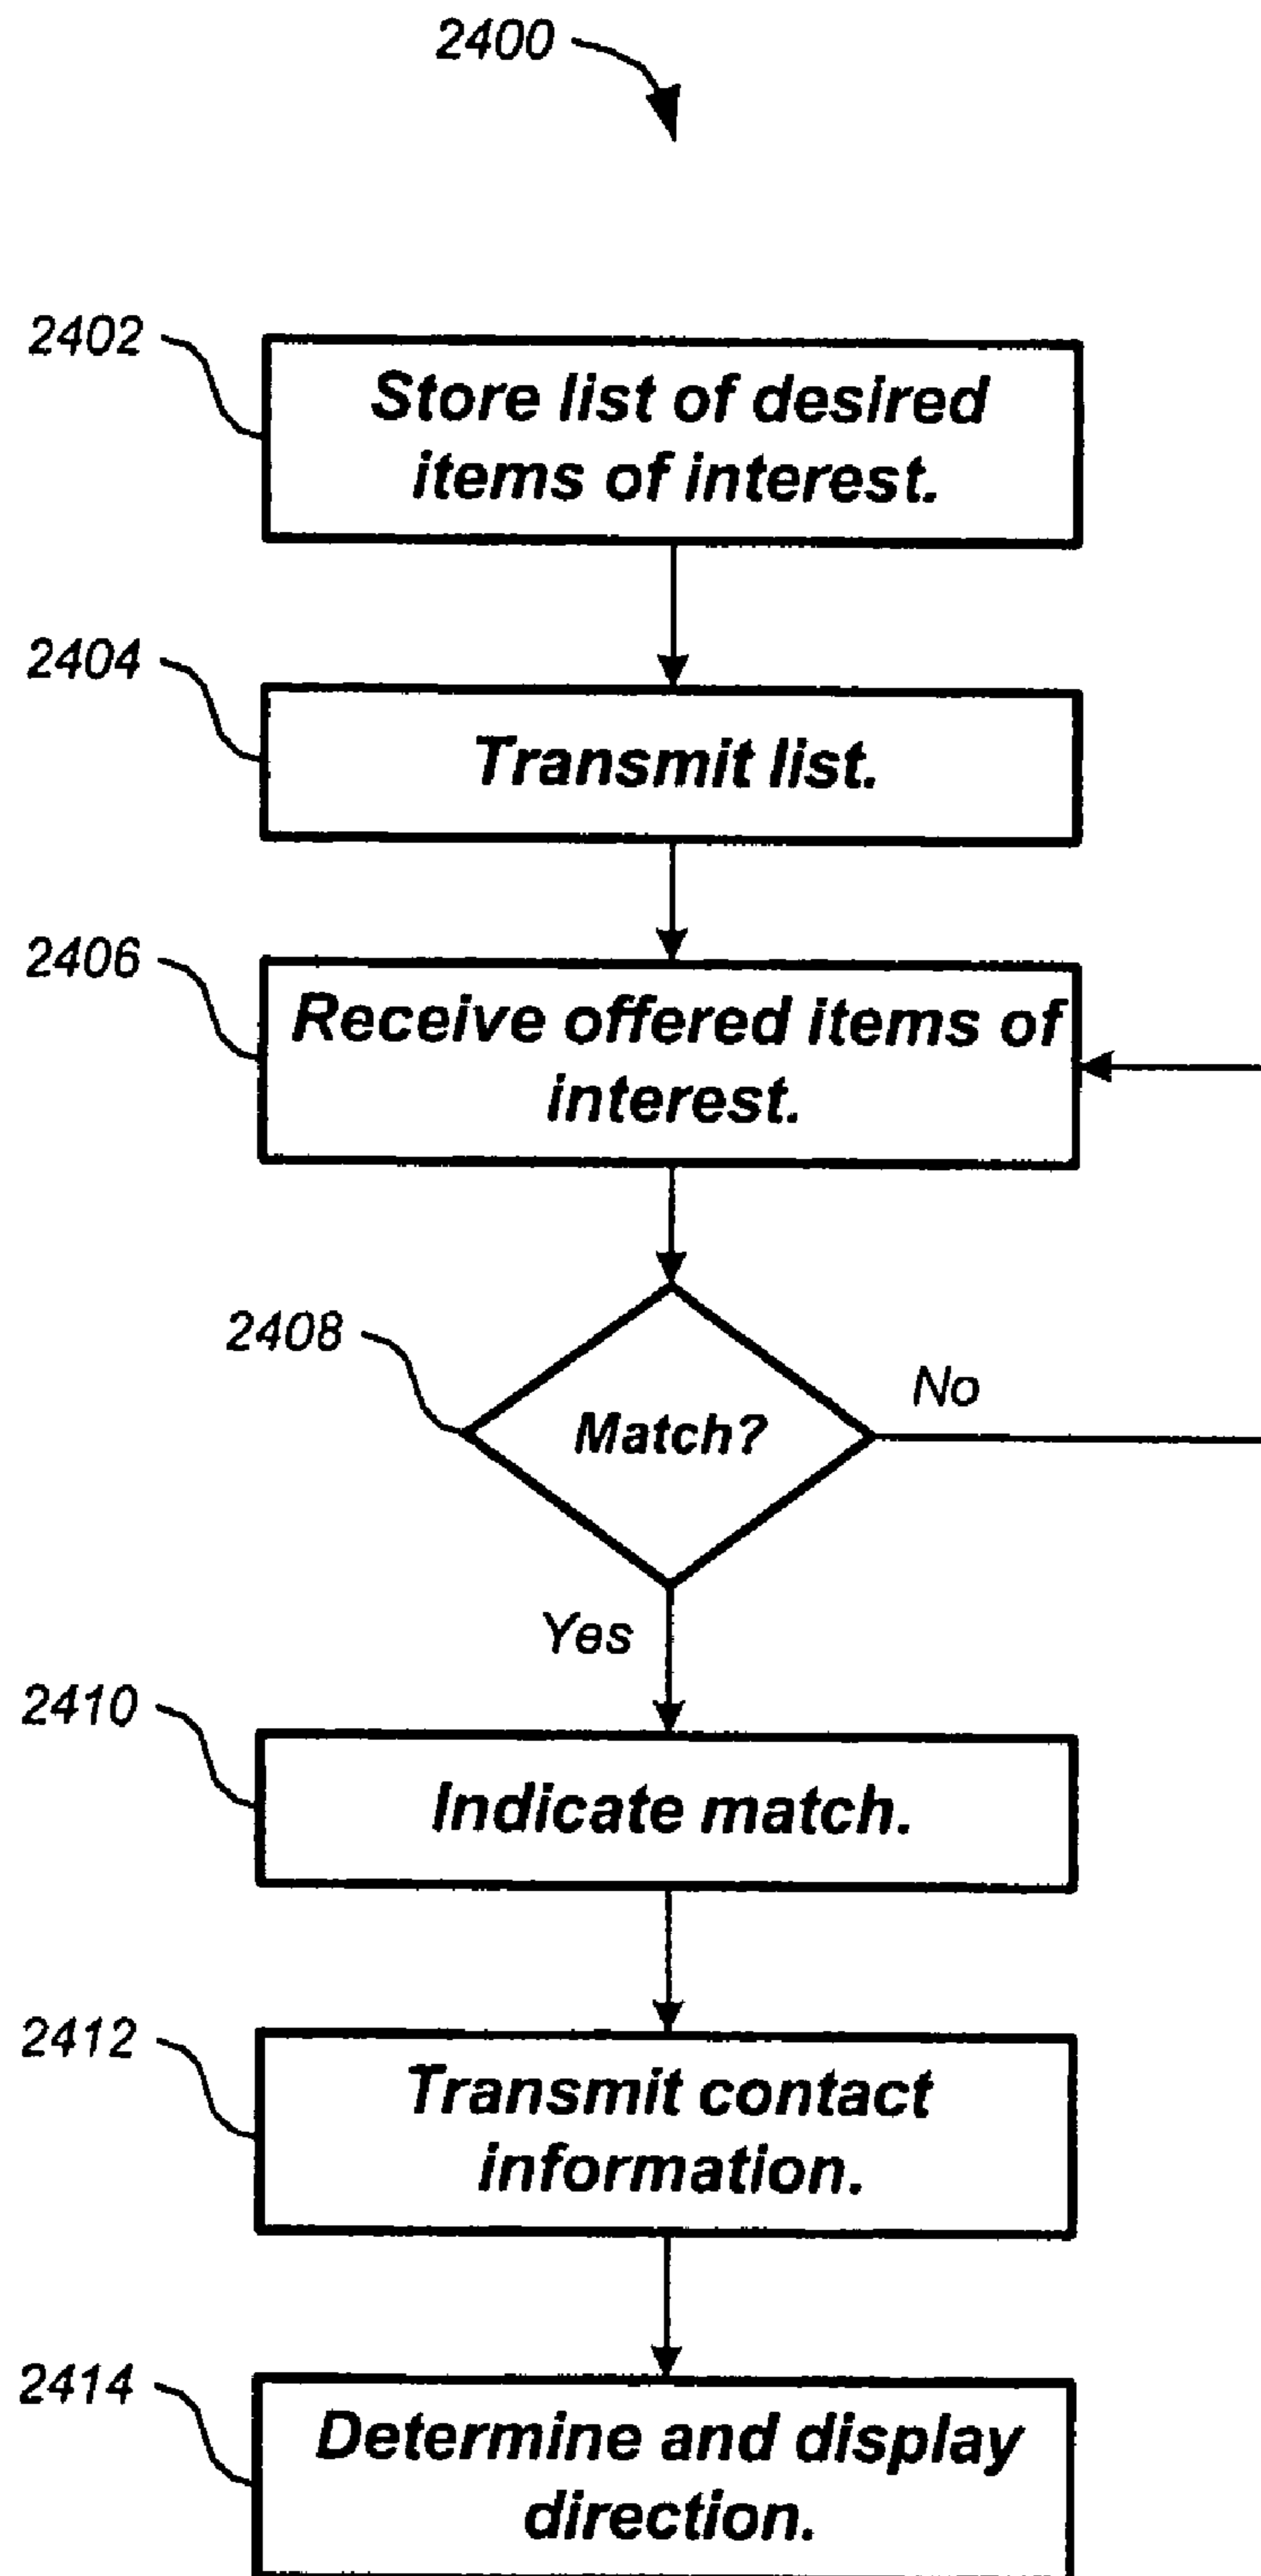 2400
2402
Store list of desired
items of interest.
2404
Transmit list.
2406
Receive offered items of
interest.
2408
Match?
No
Yes
2410
Indicate match.
2412
Transmit contact
information.
2414
Determine and display
direction.